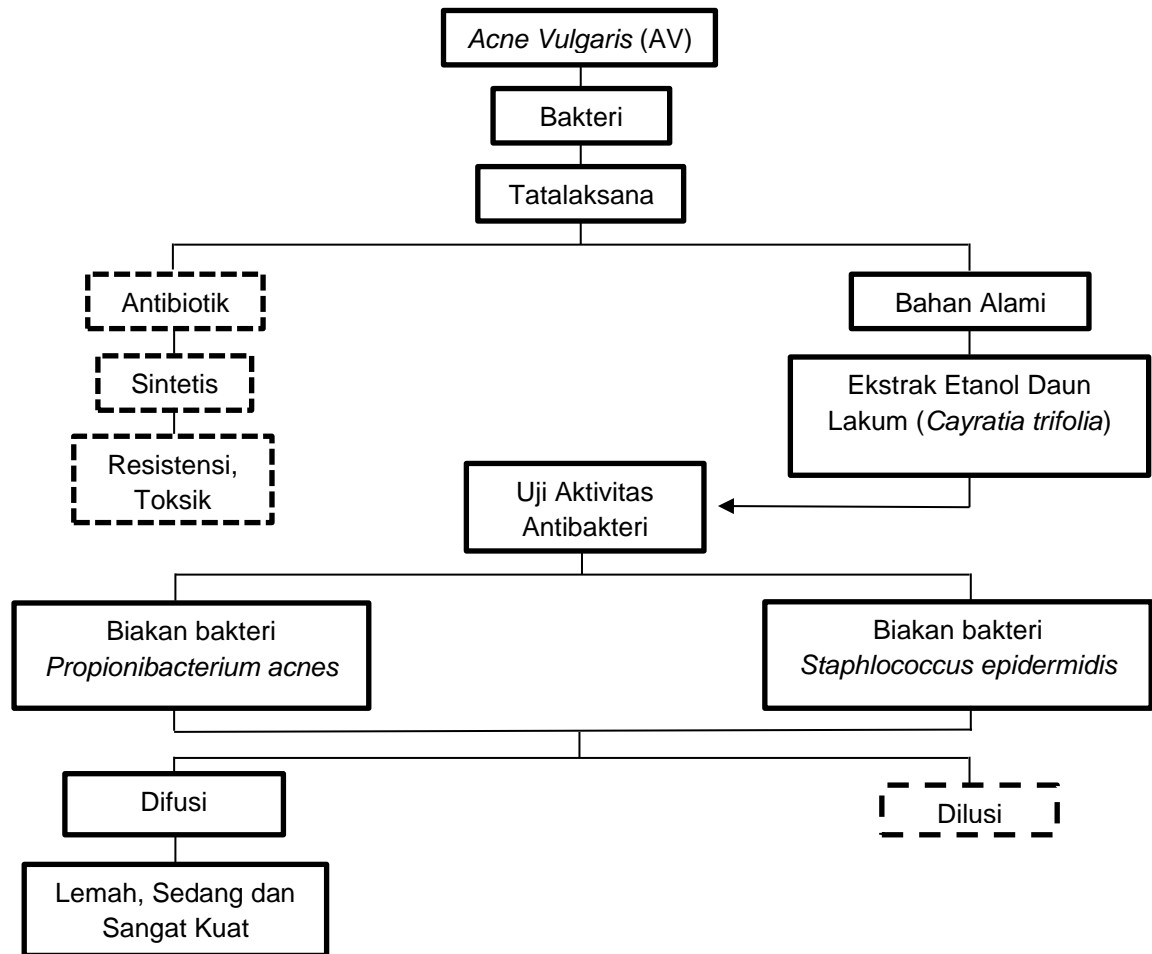 Acne Vulgaris (AV)
Bakteri
Tatalaksana
Antibiotik
Bahan Alami
Sintetis
Ekstrak Etanol Daun
Lakum (Cayratia trifolia)
Resistensi,
Toksik
Uji Aktivitas
Antibakteri
Biakan bakteri
Propionibacterium acnes
Biakan bakteri
Staphlococcus epidermidis
Difusi
Dilusi
Lemah, Sedang dan
Sangat Kuat